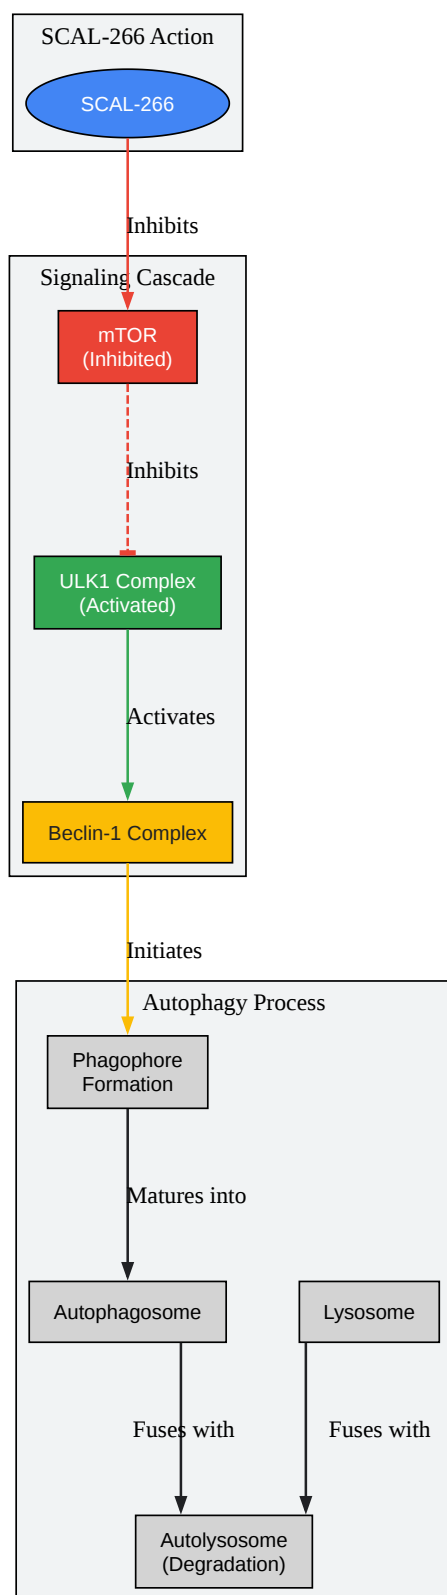 SCAL-266 Action
SCAL-266
Inhibits
Signaling Cascade
mTOR
(Inhibited)
Inhibits
ULK1 Complex
(Activated)
Activates
Beclin-1 Complex
Initiates
Autophagy Process
Phagophore
Formation
Matures into
Autophagosome
Lysosome
Fuses with
Fuses with
Autolysosome
(Degradation)